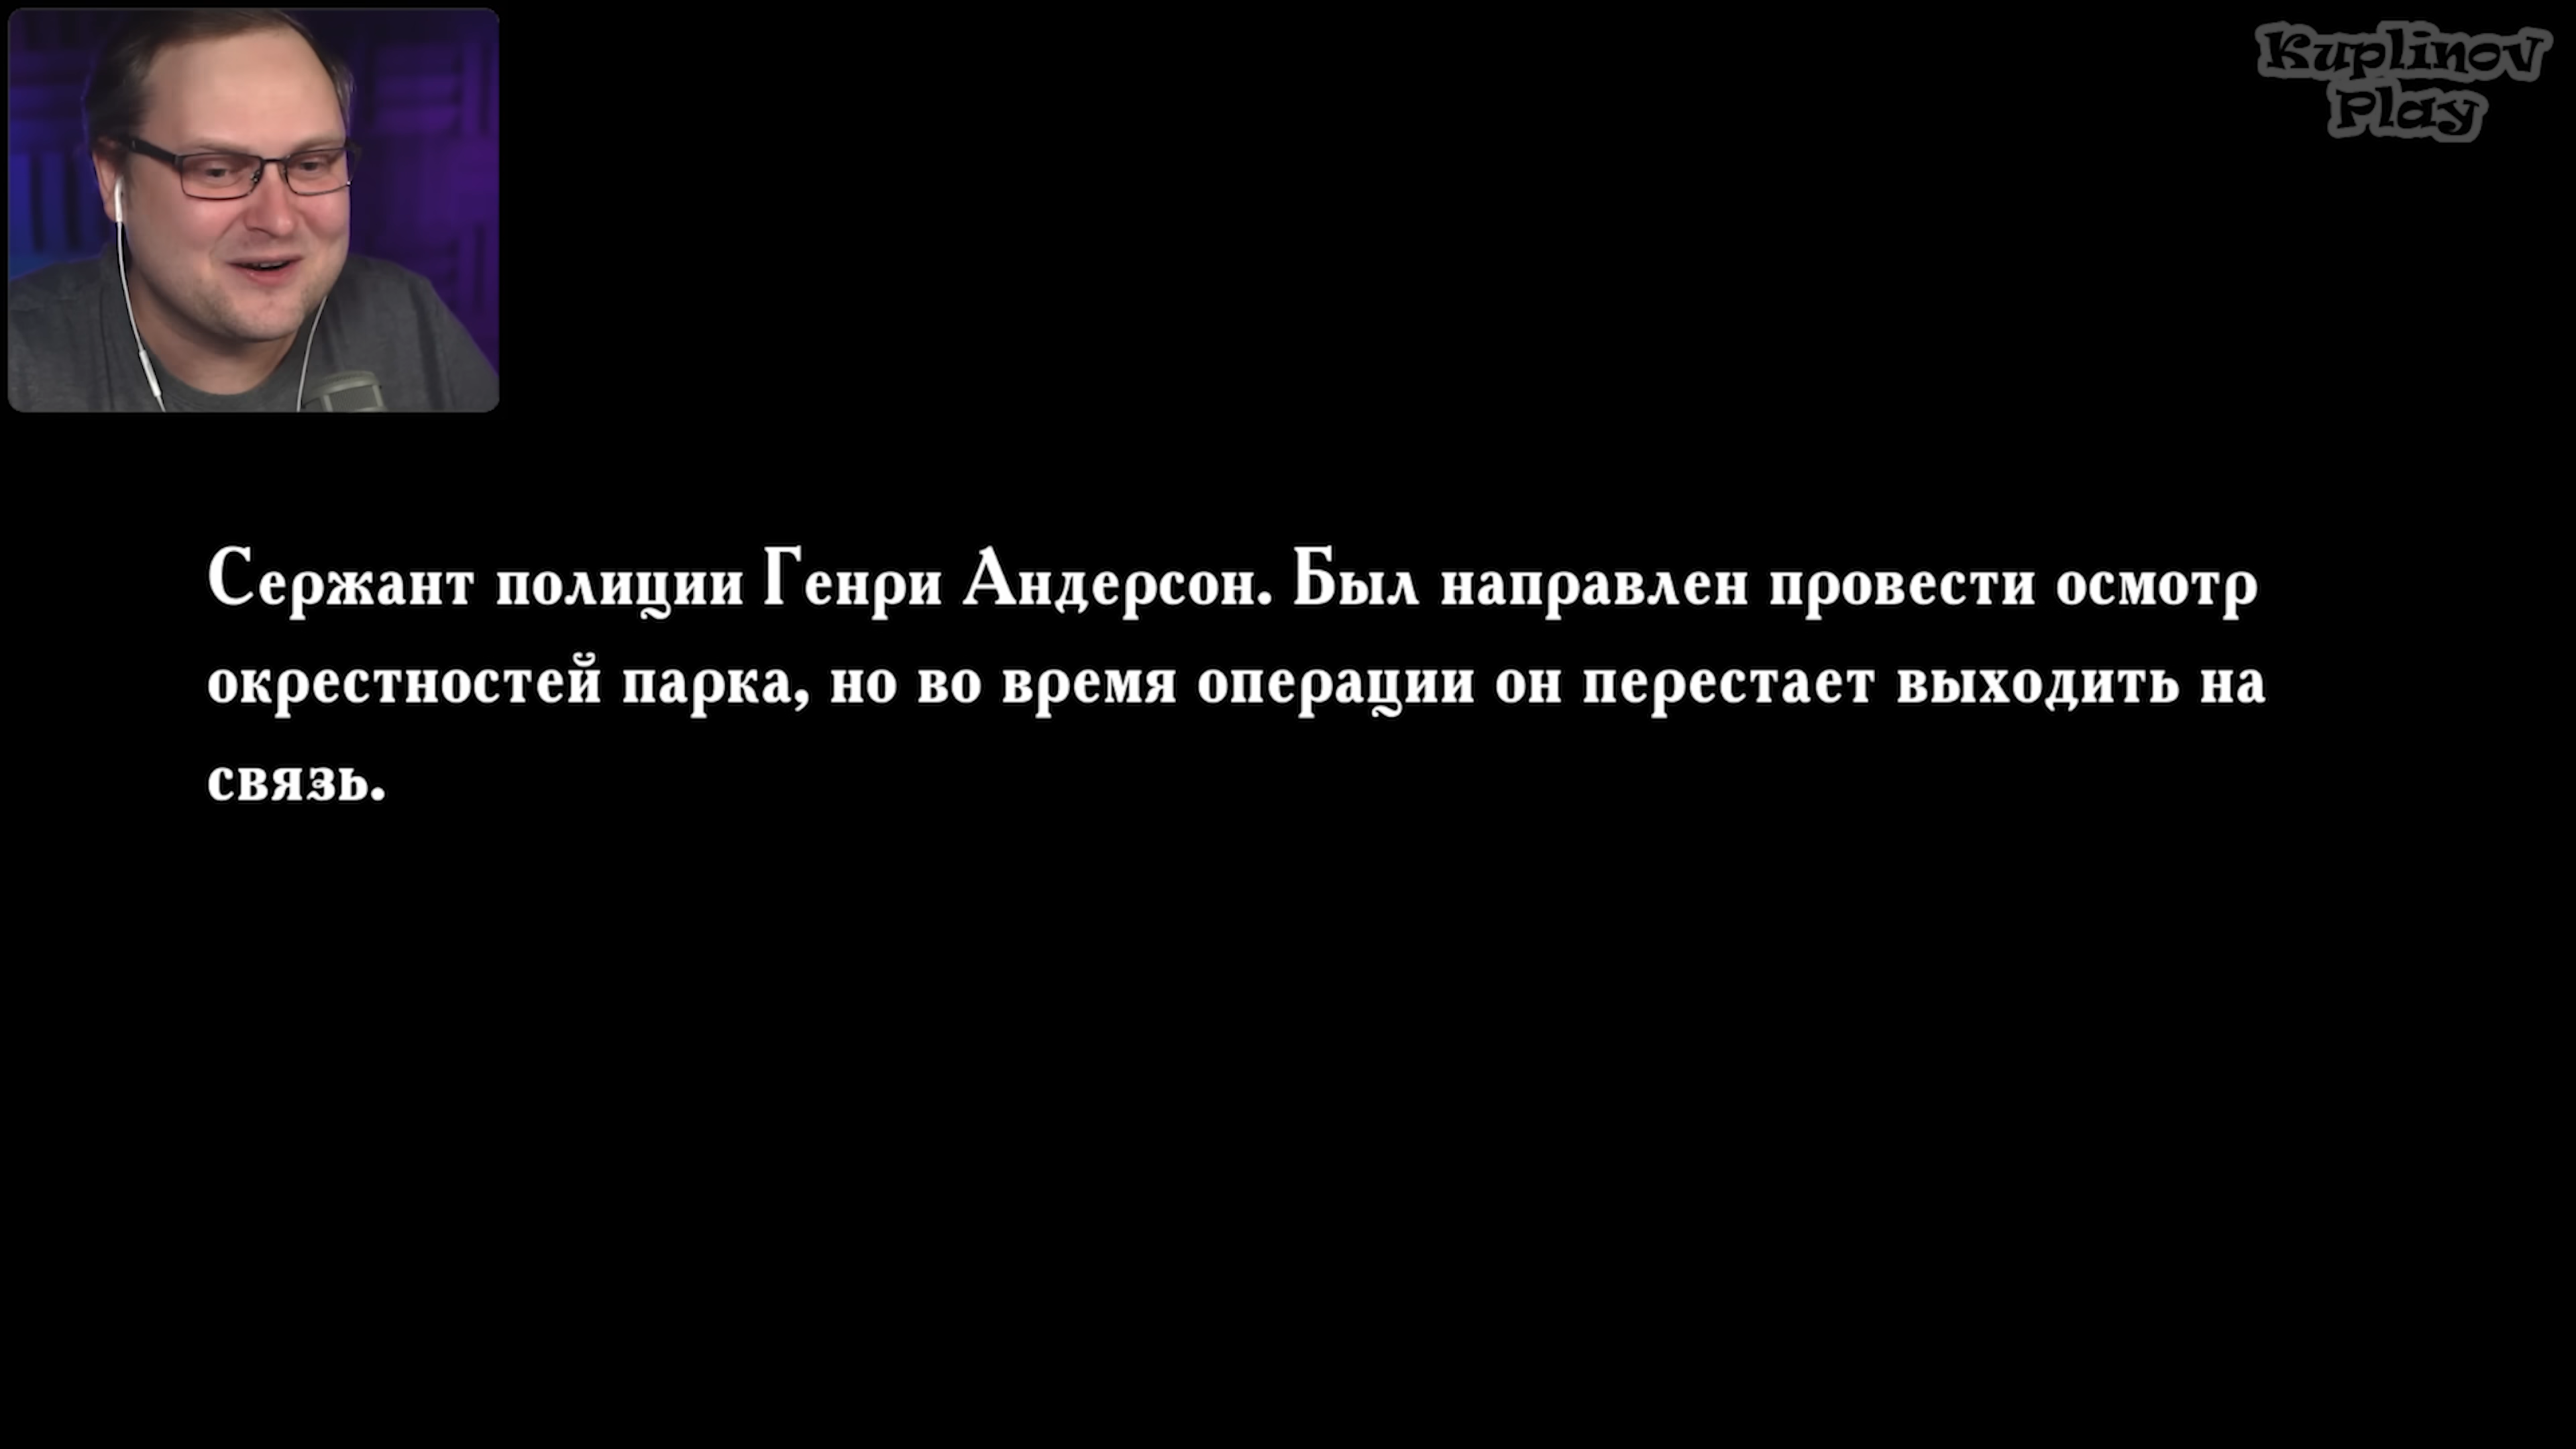 Kuplinov
Play
Сержант полиции Генри Андерсон. Был направлен провести осмотр
окрестностей парка, но во время операции он перестает выходить на
связь.